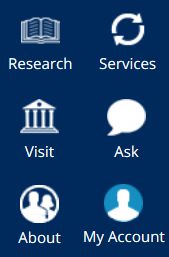 Research Services
Visit Ask
About My Account